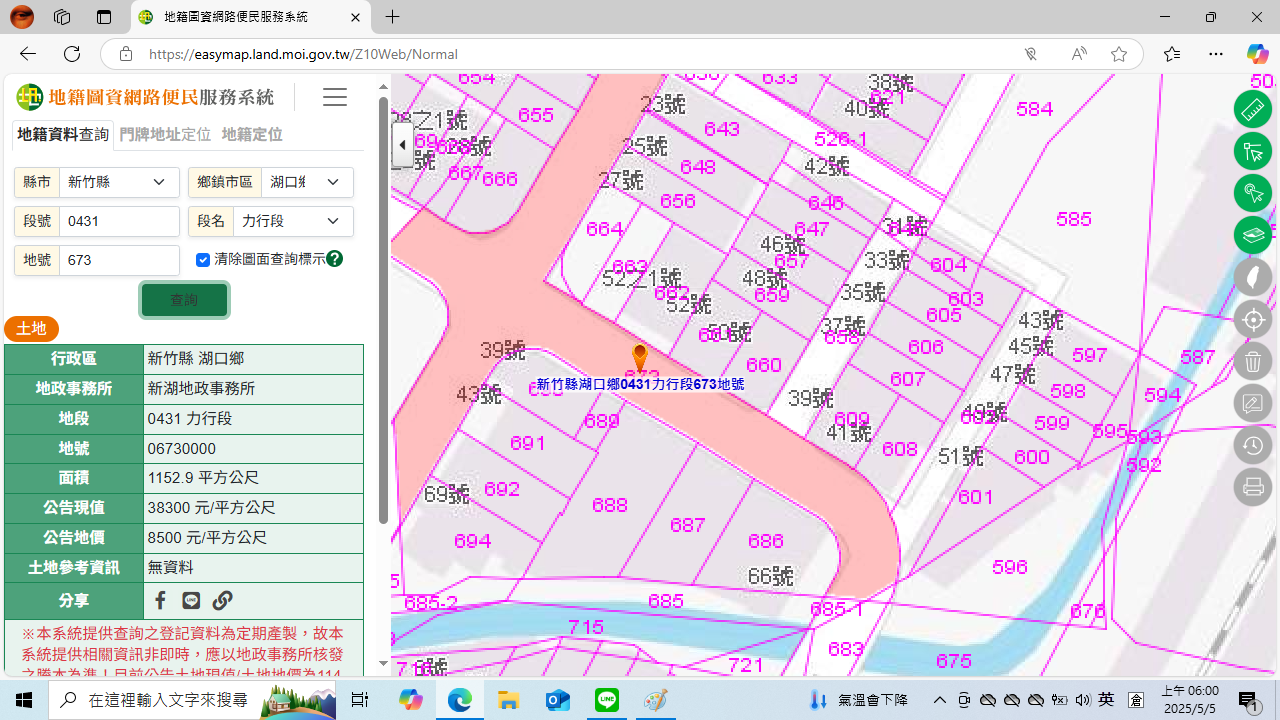 地籍圖資網路便民服務系統
https://easymap.land.moi.gov.tw/Z10Web/Normal
地籍圖資網路便民服務系統
地籍資料查詢 門牌地址定位 地籍定位
縣市 新竹縣 鄉鎮市區 湖口鄉
段號 0431 段名 力行段
地號 673 清除圖面查詢標示
查詢
土地
行政區 新竹縣 湖口鄉
地政事務所 新湖地政事務所
地段 0431 力行段
地號 06730000
面積 1152.9 平方公尺
公告現值 38300 元/平方公尺
公告地價 8500 元/平方公尺
土地參考資訊 無資料
分享
※本系統提供查詢之登記資料為定期產製，故本
系統提供相關資訊非即時，應以地政事務所核發
654
633
38號
621
655
23號
40號
584
643
526-1
25號
42號
667
666
648
27號
656
646
585
664
647
31號
46號
663
657
33號
604
52之1號
48號
662
659
35號
603
52號
605
43號
50號
37號
658
606
45號
597
587
39號
660
607
47號
598
新竹縣湖口鄉0431力行段673地號
43號
39號
594
689
609
599
595
593
691
41號
608
51號
600
592
692
69號
601
688
687
694
686
66號
596
685-2
685
685-1
676
715
683
721
675
在這裡輸入文字來搜尋
氣溫會下降
英
上午 06:00
2025/5/5
1